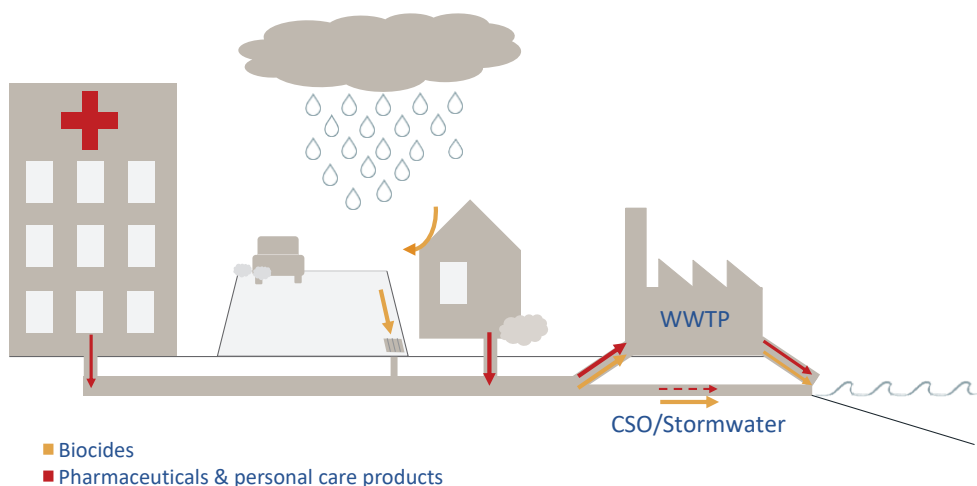 WWTP
CSO/Stormwater
Biocides
Pharmaceuticals & personal care products